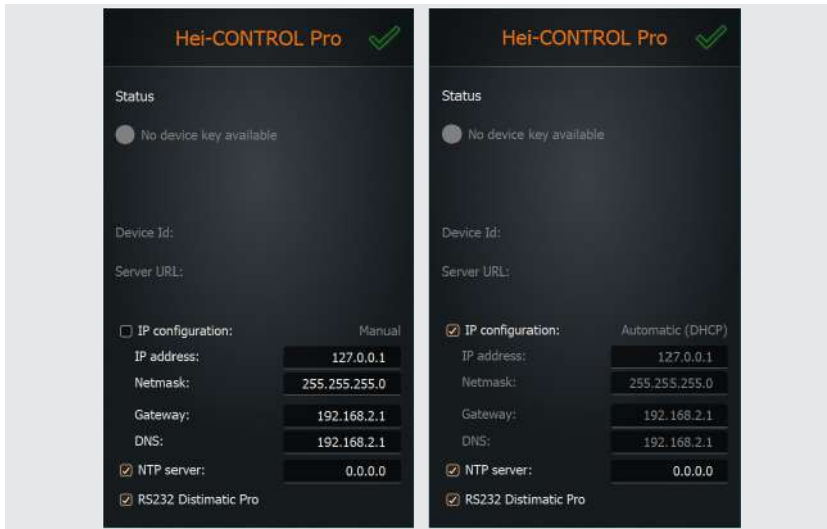 Hei-CONTROL Pro
Status
No device key available
Device Id:
Server URL:
IP configuration: Manual
IP address: 127.0.0.1
Netmask: 255.255.255.0
Gateway: 192.168.2.1
DNS: 192.168.2.1
NTP server: 0.0.0.0
RS232 Distimatic Pro
Hei-CONTROL Pro
Status
No device key available
Device Id:
Server URL:
IP configuration: Automatic (DHCP)
IP address: 127.0.0.1
Netmask: 255.255.255.0
Gateway: 192.168.2.1
DNS: 192.168.2.1
NTP server: 0.0.0.0
RS232 Distimatic Pro